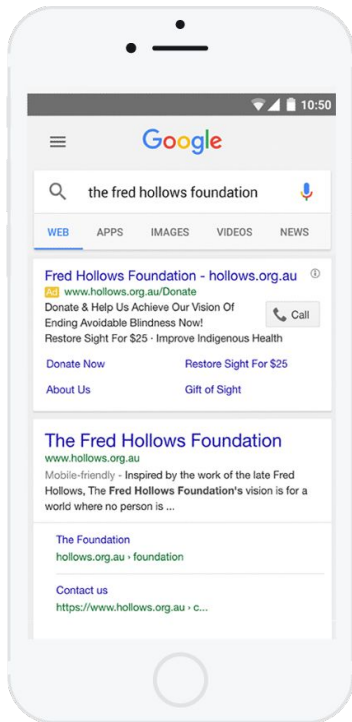 10:50
Google
the fred hollows foundation
WEB APPS IMAGES VIDEOS NEWS
Fred Hollows Foundation - hollows.org.au
Ad www.hollows.org.au/Donate
Donate & Help Us Achieve Our Vision Of
Ending Avoidable Blindness Now!
Restore Sight For $25 · Improve Indigenous Health
Call
Donate Now Restore Sight For $25
About Us Gift of Sight
The Fred Hollows Foundation
www.hollows.org.au
Mobile-friendly - Inspired by the work of the late Fred
Hollows, The Fred Hollows Foundation's vision is for a
world where no person is ...
The Foundation
hollows.org.au › foundation
Contact us
https://www.hollows.org.au › c...